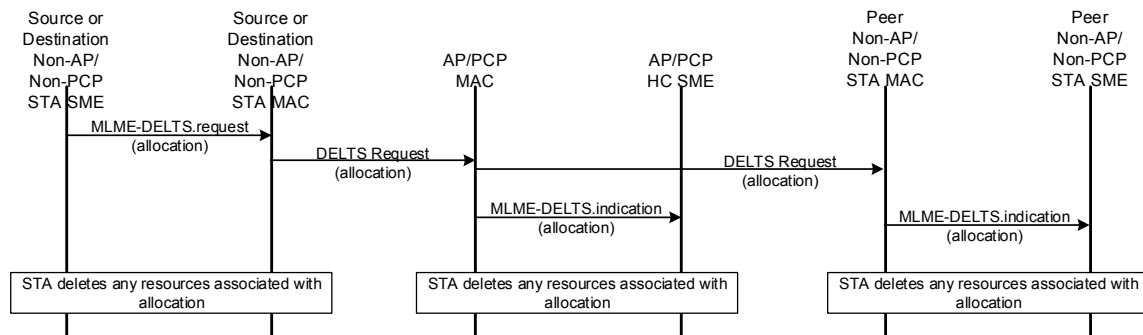 Source or
Destination
Non-AP/
Non-PCP
STA SME
Source or
Destination
Non-AP/
Non-PCP
STA MAC
AP/PCP
MAC
AP/PCP
HC SME
Peer
Non-AP/
Non-PCP
STA MAC
Peer
Non-AP/
Non-PCP
STA SME
MLME-DELTS.request
(allocation)
DELTS Request
(allocation)
DELTS Request
(allocation)
MLME-DELTS.indication
(allocation)
MLME-DELTS.indication
(allocation)
STA deletes any resources associated with
allocation
STA deletes any resources associated with
allocation
STA deletes any resources associated with
allocation